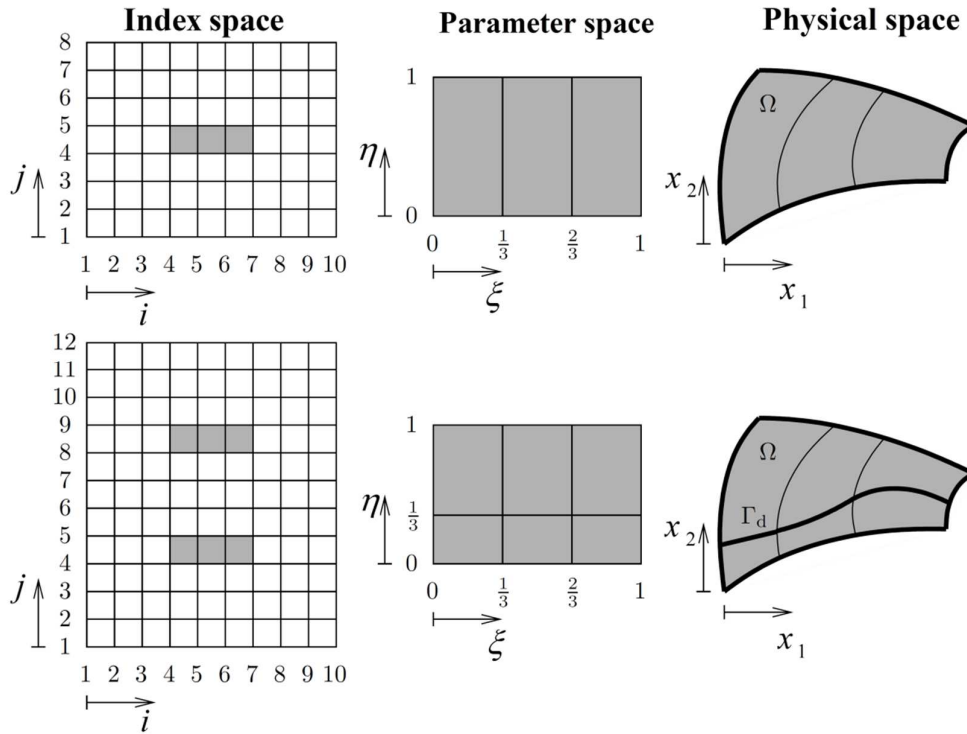 Index space
Parameter space
Physical space
8
7
6
5
4
3
2
1
j
1 2 3 4 5 6 7 8 9 10
i
1
η
0
0 1/3 2/3 1
ξ
Ω
x₂
x₁
12
11
10
9
8
7
6
5
4
3
2
1
j
1 2 3 4 5 6 7 8 9 10
i
1
η
1/3
0
0 1/3 2/3 1
ξ
Ω
Γd
x₂
x₁